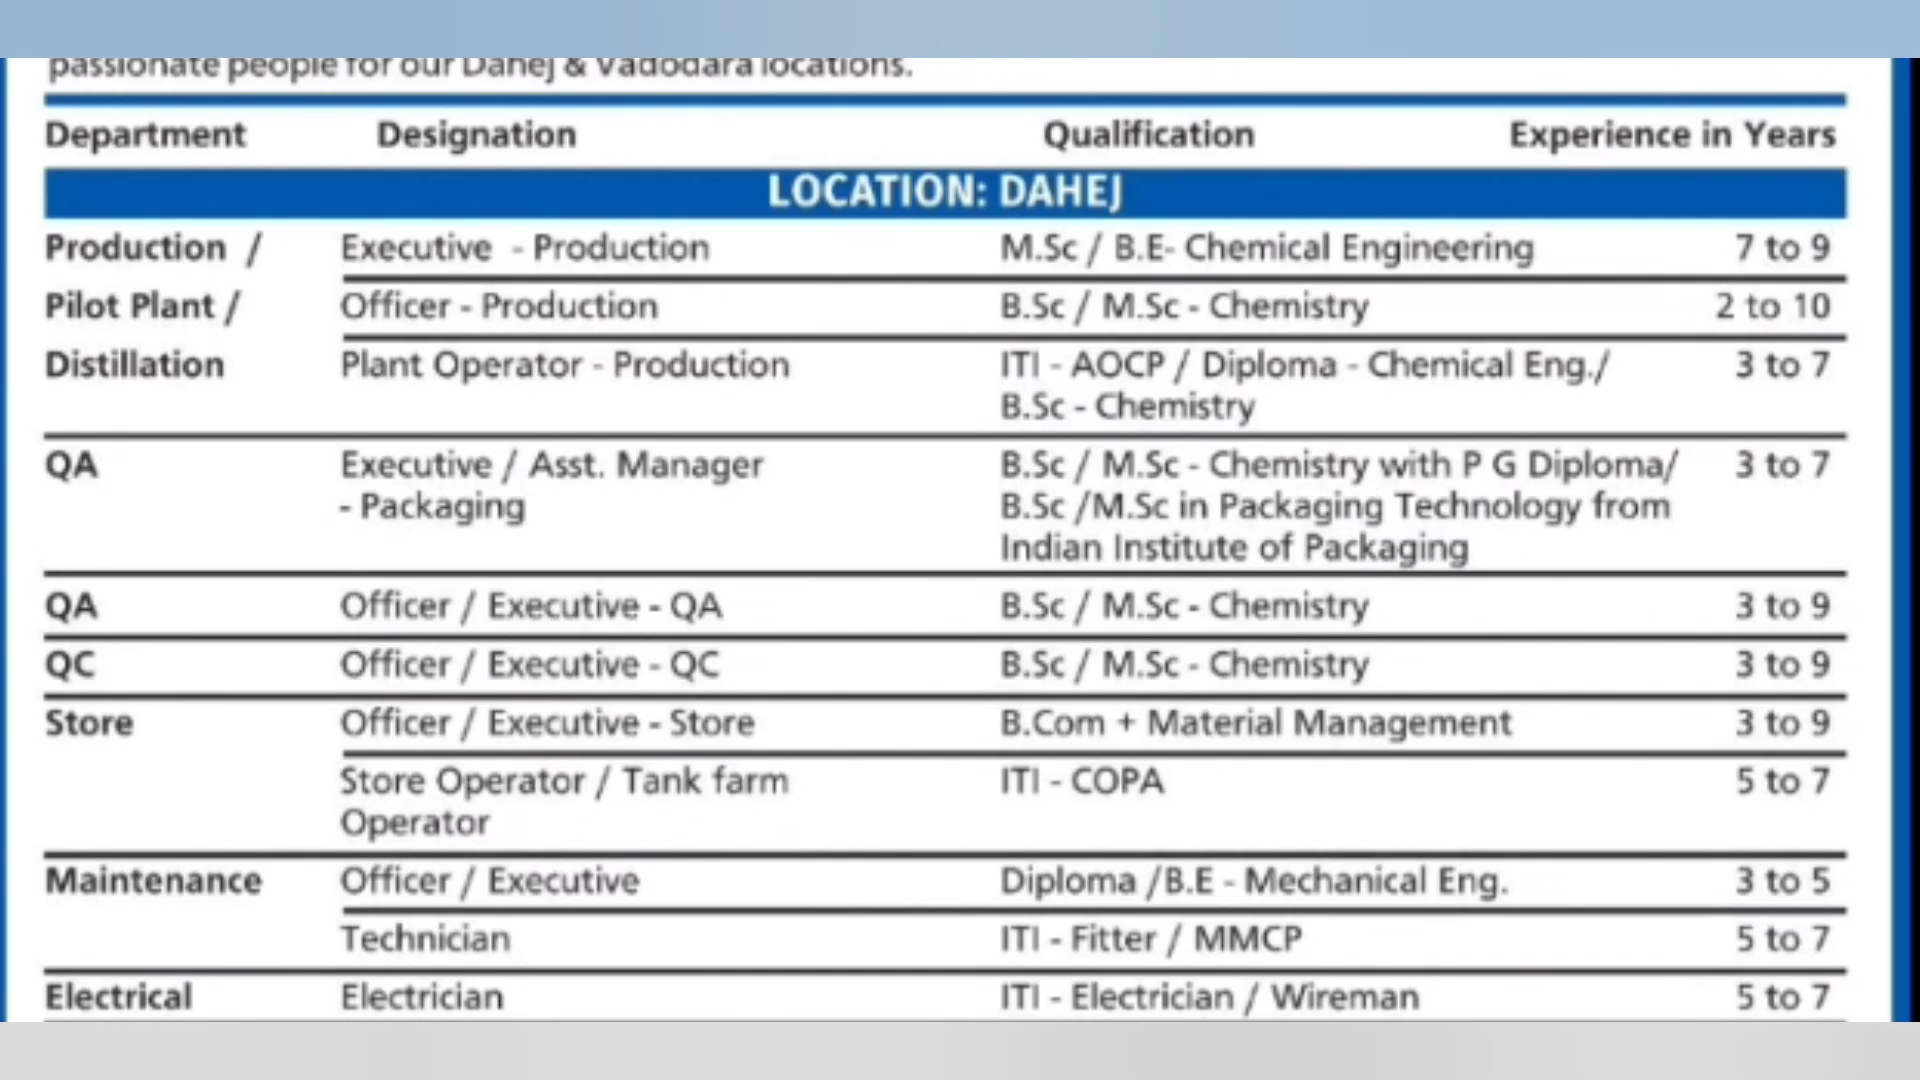 passionate people for our Dahej & Vadodara locations.
Department Designation Qualification Experience in Years
LOCATION: DAHEJ
Production / Executive - Production M.Sc / B.E- Chemical Engineering 7 to 9
Pilot Plant / Officer - Production B.Sc / M.Sc - Chemistry 2 to 10
Distillation Plant Operator - Production ITI - AOCP / Diploma - Chemical Eng./ 3 to 7
B.Sc - Chemistry
QA Executive / Asst. Manager B.Sc / M.Sc - Chemistry with P G Diploma/ 3 to 7
- Packaging B.Sc /M.Sc in Packaging Technology from
Indian Institute of Packaging
QA Officer / Executive - QA B.Sc / M.Sc - Chemistry 3 to 9
QC Officer / Executive - QC B.Sc / M.Sc - Chemistry 3 to 9
Store Officer / Executive - Store B.Com + Material Management 3 to 9
Store Operator / Tank farm ITI - COPA 5 to 7
Operator
Maintenance Officer / Executive Diploma /B.E - Mechanical Eng. 3 to 5
Technician ITI - Fitter / MMCP 5 to 7
Electrical Electrician ITI - Electrician / Wireman 5 to 7